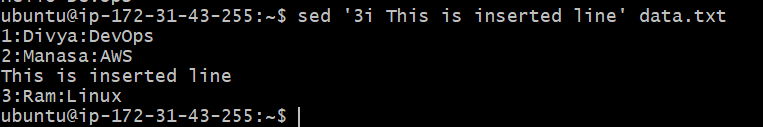 ubuntu@ip-172-31-43-255:~$ sed '3i This is inserted line' data.txt
1:Divya:DevOps
2:Manasa:AWS
This is inserted line
3:Ram:Linux
ubuntu@ip-172-31-43-255:~$